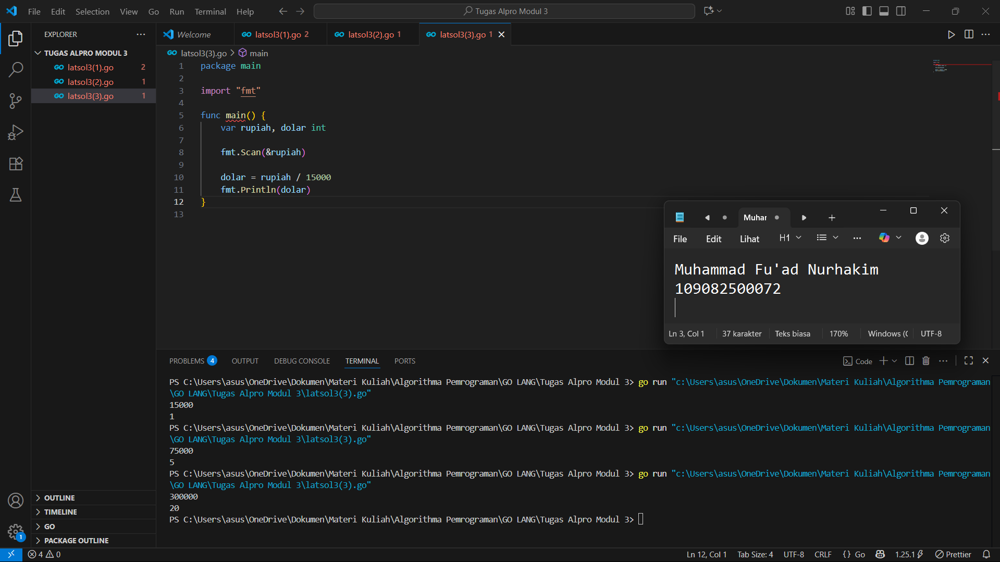 File Edit Selection View Go Run Terminal Help
Tugas Alpro Modul 3
EXPLORER
TUGAS ALPRO MODUL 3
latsol3(1).go 2
latsol3(2).go 1
latsol3(3).go 1
Welcome
latsol3(1).go 2
latsol3(2).go 1
latsol3(3).go 1
latsol3(3).go > main
1 package main
2
3 import "fmt"
4
5 func main() {
6 var rupiah, dolar int
7
8 fmt.Scan(&rupiah)
9
10 dolar = rupiah / 15000
11 fmt.Println(dolar)
12 }
13
Muhar
File Edit Lihat H1
Muhammad Fu'ad Nurhakim
109082500072
Ln 3, Col 1 37 karakter Teks biasa 170% Windows (C UTF-8
PROBLEMS 4 OUTPUT DEBUG CONSOLE TERMINAL PORTS
Code
PS C:\Users\asus\OneDrive\Dokumen\Materi Kuliah\Algorithma Pemrograman\GO LANG\Tugas Alpro Modul 3> go run "c:\Users\asus\OneDrive\Dokumen\Materi Kuliah\Algorithma Pemrograman
\GO LANG\Tugas Alpro Modul 3\latsol3(3).go"
15000
1
PS C:\Users\asus\OneDrive\Dokumen\Materi Kuliah\Algorithma Pemrograman\GO LANG\Tugas Alpro Modul 3> go run "c:\Users\asus\OneDrive\Dokumen\Materi Kuliah\Algorithma Pemrograman
\GO LANG\Tugas Alpro Modul 3\latsol3(3).go"
75000
5
PS C:\Users\asus\OneDrive\Dokumen\Materi Kuliah\Algorithma Pemrograman\GO LANG\Tugas Alpro Modul 3> go run "c:\Users\asus\OneDrive\Dokumen\Materi Kuliah\Algorithma Pemrograman
\GO LANG\Tugas Alpro Modul 3\latsol3(3).go"
300000
20
PS C:\Users\asus\OneDrive\Dokumen\Materi Kuliah\Algorithma Pemrograman\GO LANG\Tugas Alpro Modul 3>
OUTLINE
TIMELINE
GO
PACKAGE OUTLINE
1
4 0
Ln 12, Col 1 Tab Size: 4 UTF-8 CRLF {} Go 1.25.1 Prettier